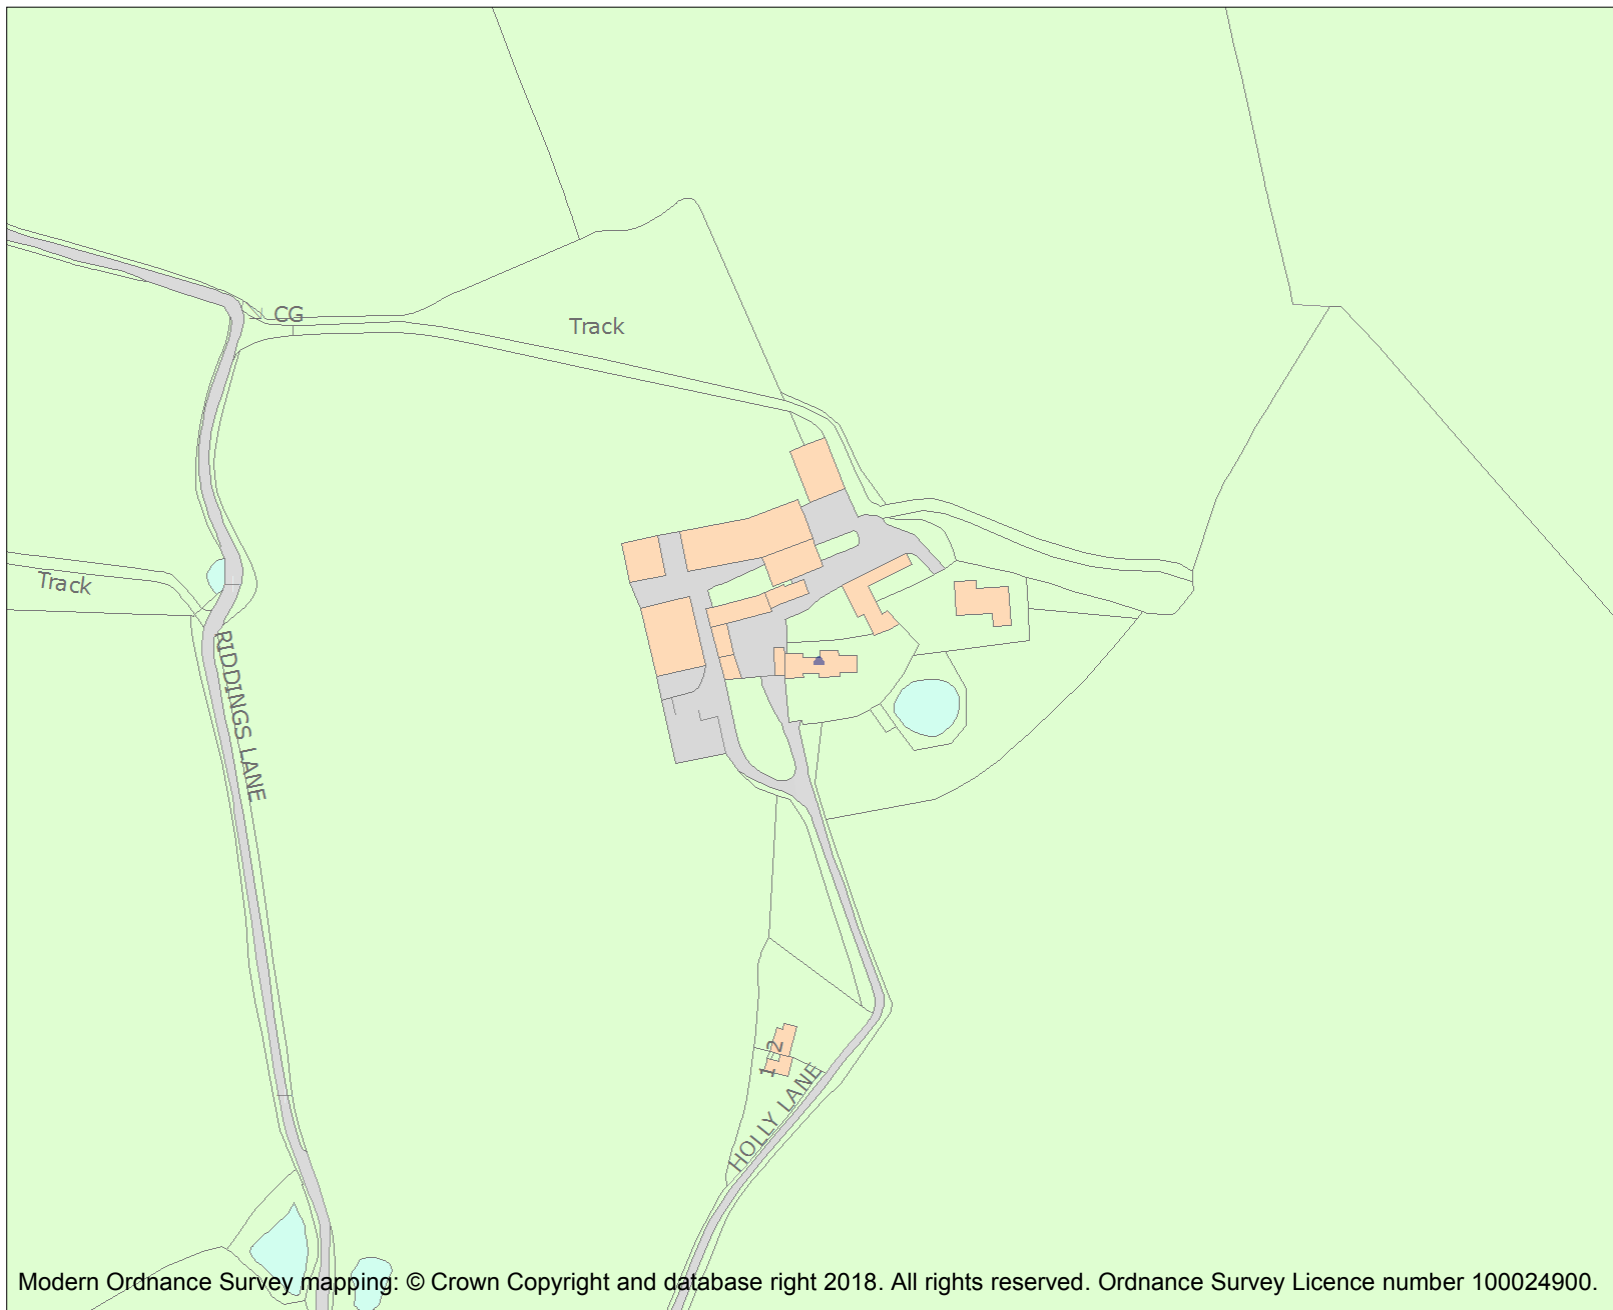 CG
Track
Track
RIDDINGS LANE
2
1
HOLLY LANE
Modern Ordnance Survey mapping: © Crown Copyright and database right 2018. All rights reserved. Ordnance Survey Licence number 100024900.